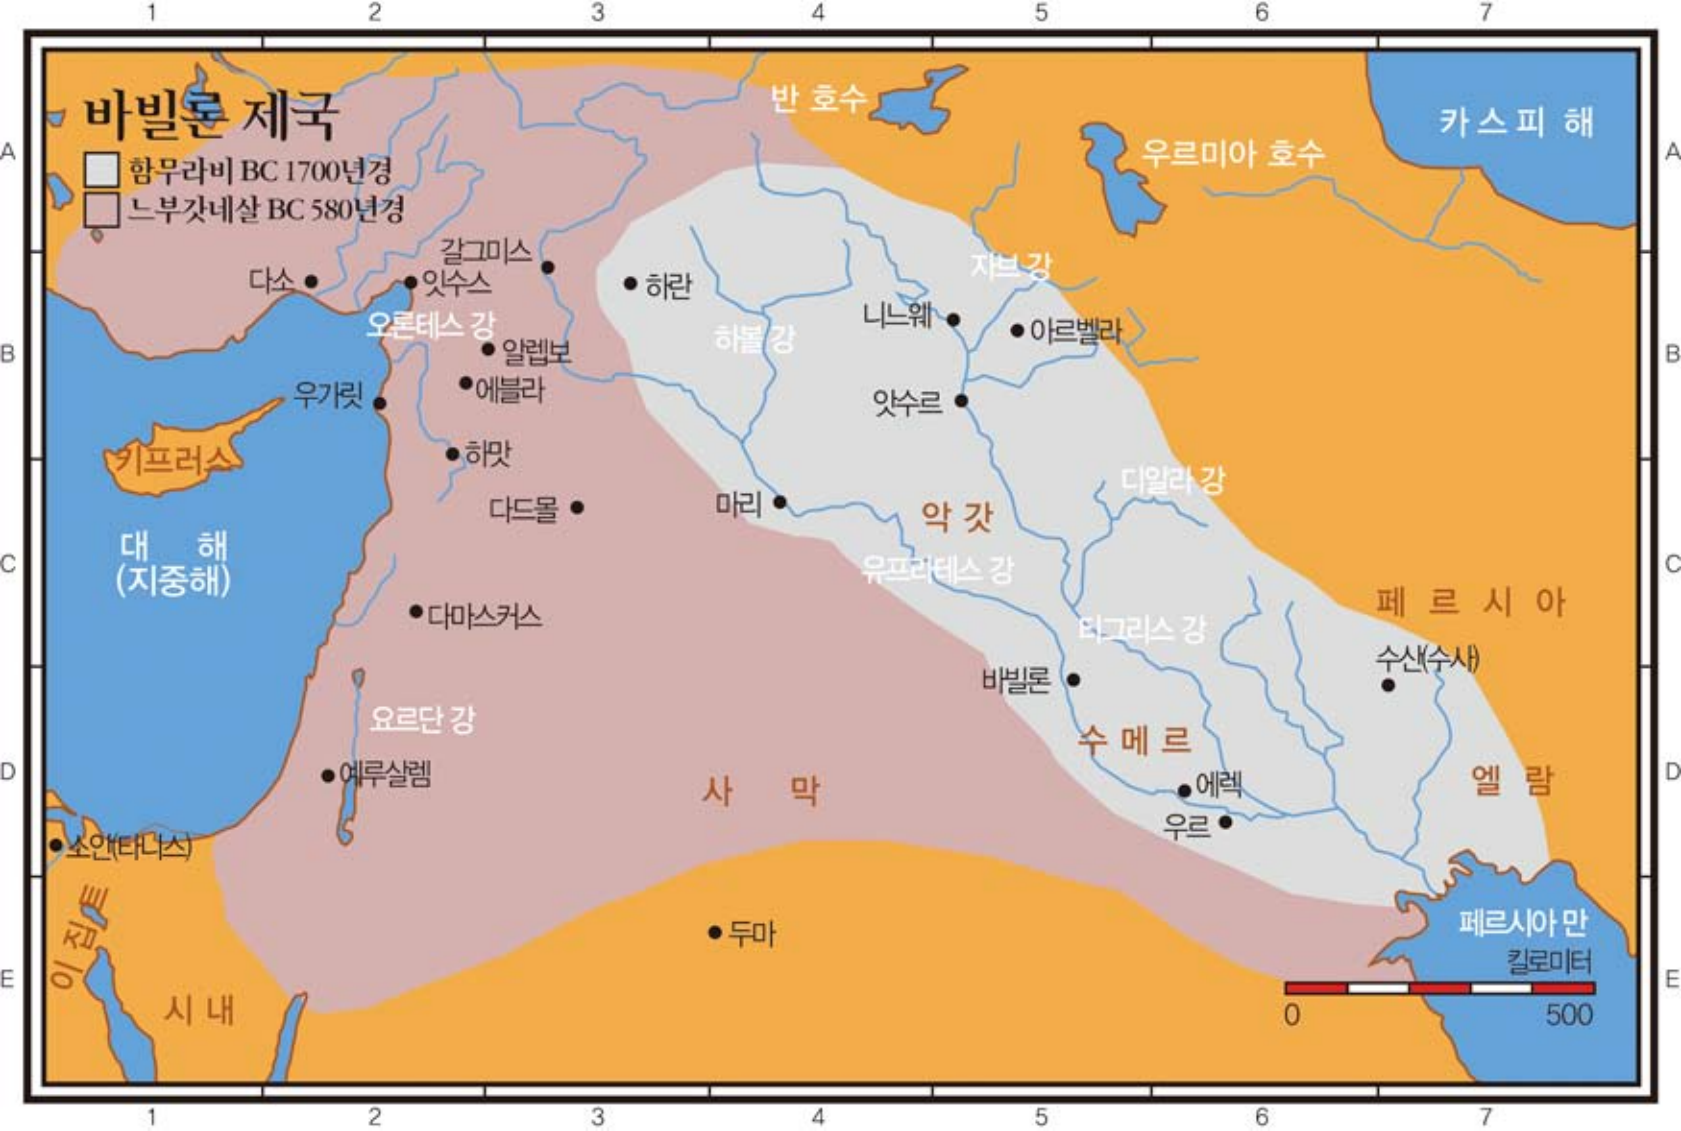 1 2 3 4 5 6 7
바빌론 제국
함무라비 BC 1700년경
느부갓네살 BC 580년경
반 호수
카스피 해
우르미아 호수
A A
갈그미스
다소
잇수스
하란
자브 강
니느웨
아르벨라
오론테스 강
하볼 강
알렙보
B B
에블라
우가릿
앗수르
키프러스
하맛
디얄라 강
다드몰
마리
악갓
대 해
(지중해)
C C
유프라테스 강
페르시아
다마스커스
티그리스 강
수산(수사)
바빌론
요르단 강
수메르
예루살렘
D D
사 막
에렉
엘람
우르
소안(타니스)
이집트
두마
페르시아 만
킬로미터
E E
시내
0 500
1 2 3 4 5 6 7